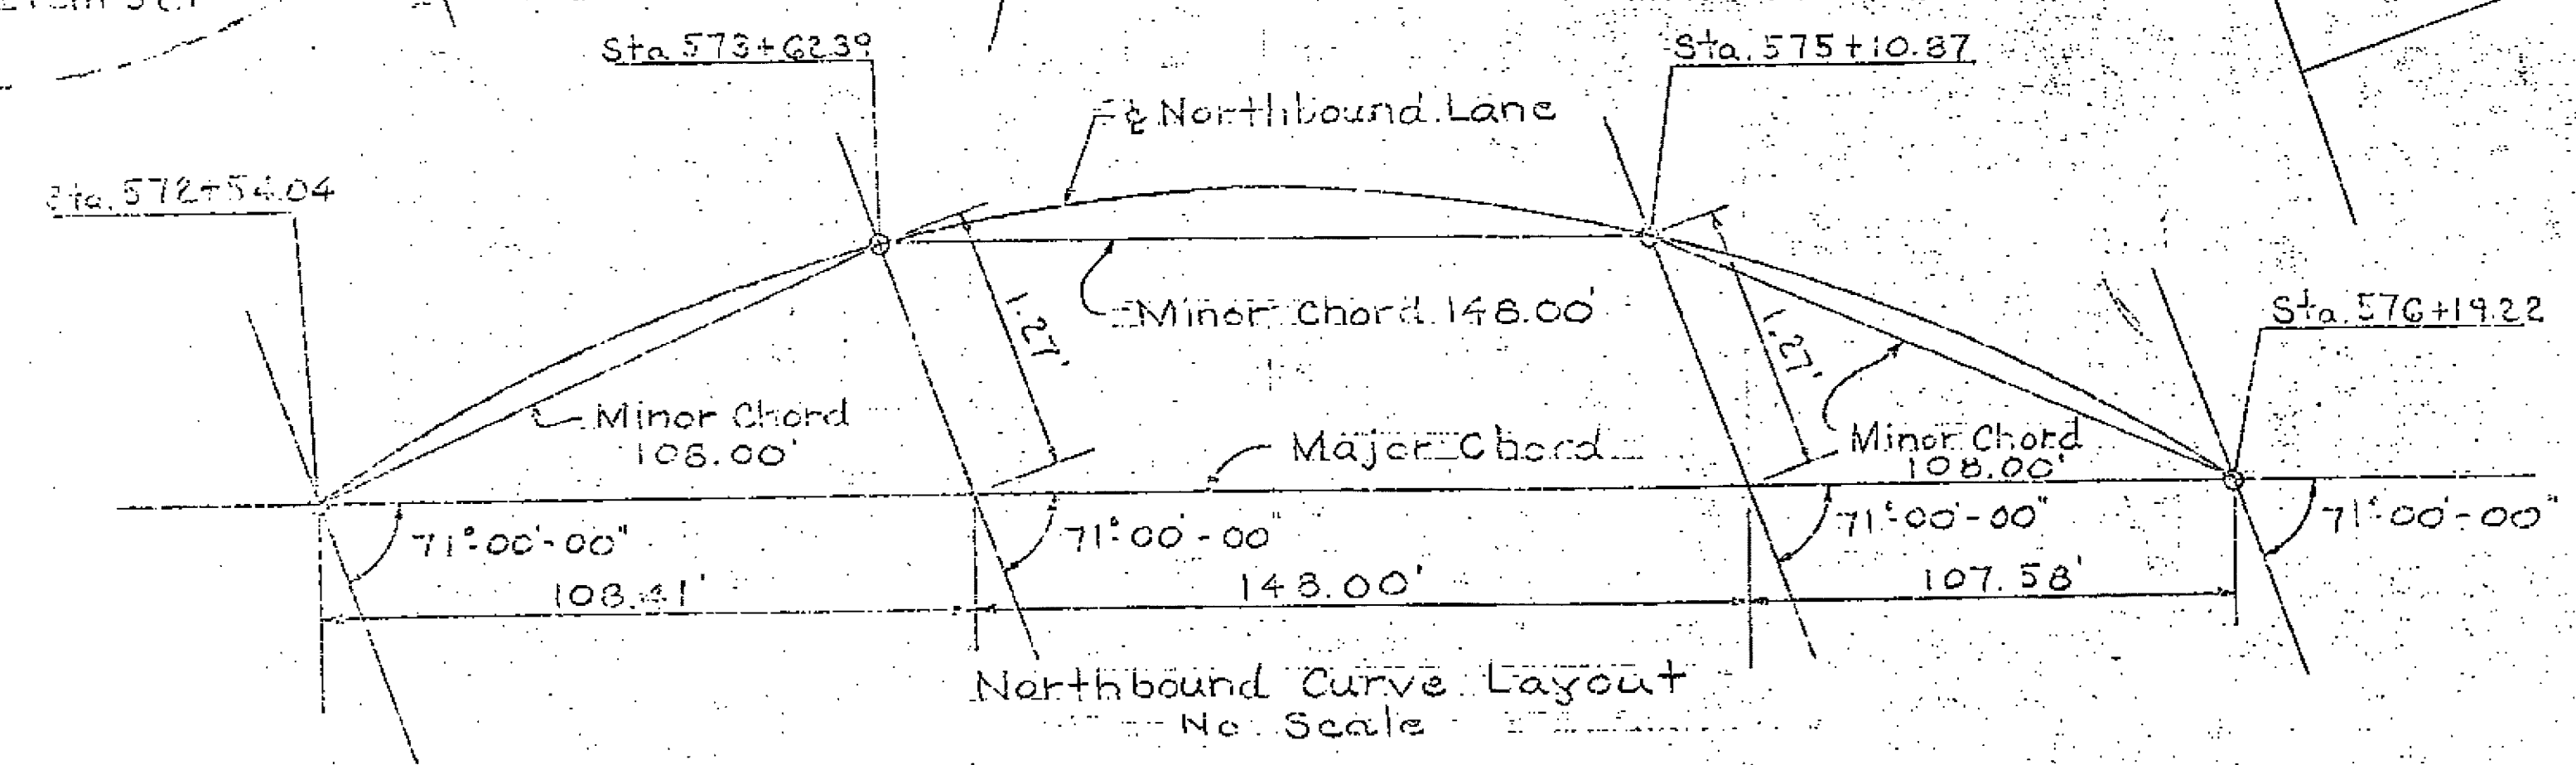 Sta. 573+62.39
Sta. 575+10.37
℄ Northbound Lane
Sta. 572+54.04
Minor Chord 148.00'
1.27'
1.27'
Sta. 576+19.22
Minor Chord
108.00'
Major Chord
Minor Chord
108.00'
71°-00'-00"
71°-00'-00"
71°-00'-00"
71°-00'-00"
108.41'
148.00'
107.58'
Northbound Curve Layout
No Scale